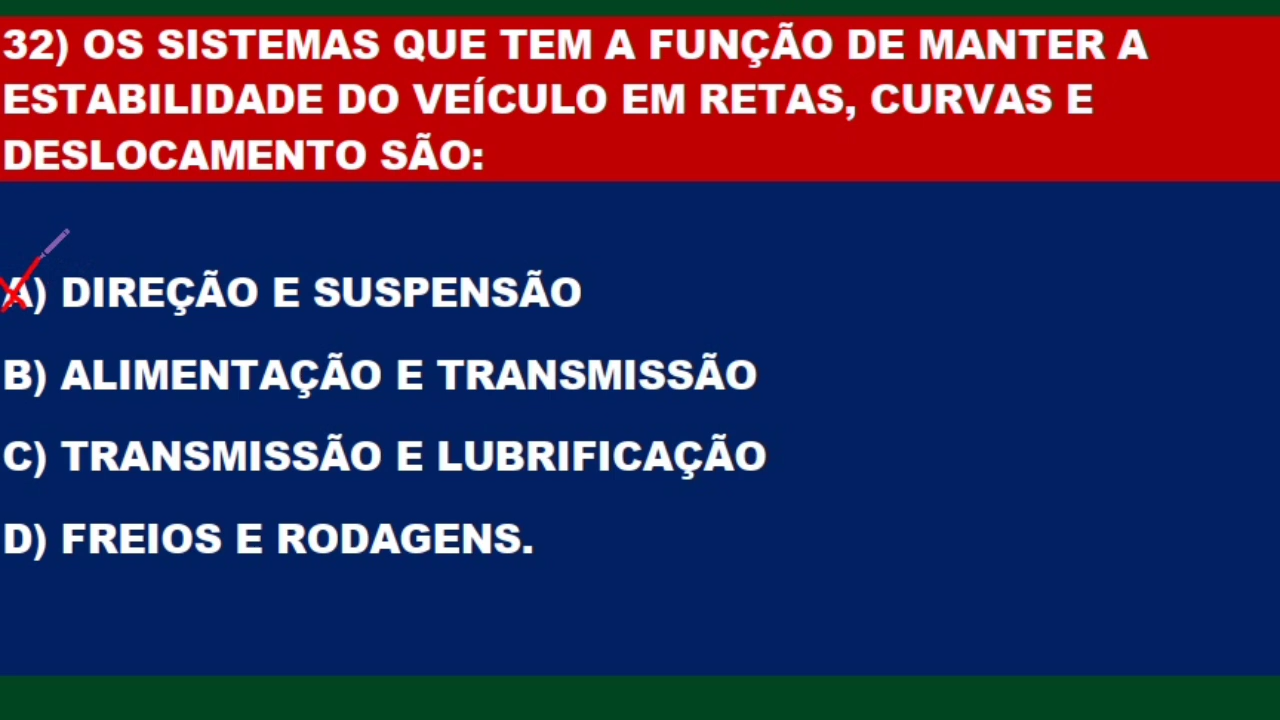 32) OS SISTEMAS QUE TEM A FUNÇÃO DE MANTER A
ESTABILIDADE DO VEÍCULO EM RETAS, CURVAS E
DESLOCAMENTO SÃO:
A) DIREÇÃO E SUSPENSÃO
B) ALIMENTAÇÃO E TRANSMISSÃO
C) TRANSMISSÃO E LUBRIFICAÇÃO
D) FREIOS E RODAGENS.